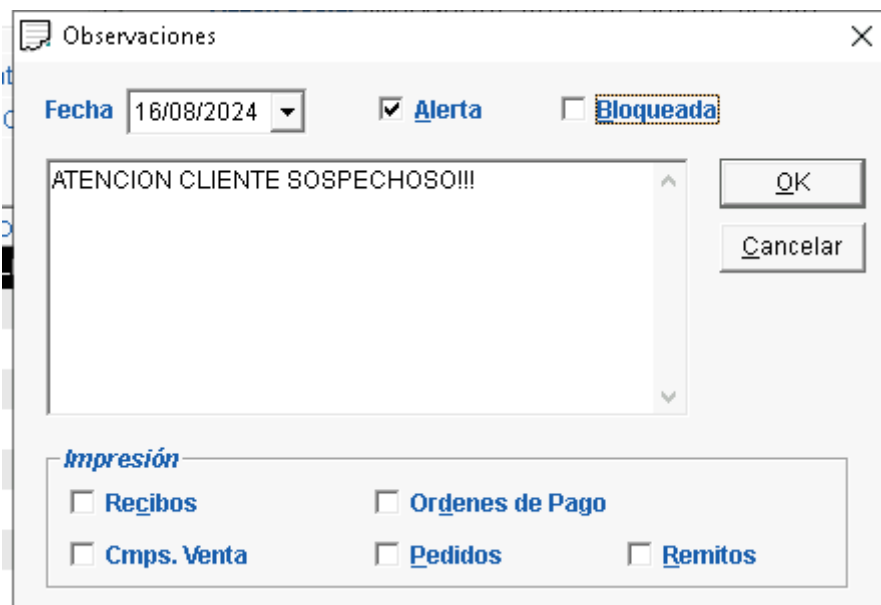 Observaciones
Fecha 16/08/2024 Alerta Bloqueada
ATENCION CLIENTE SOSPECHOSO!!!
OK
Cancelar
Impresión
Recibos Ordenes de Pago
Cmps. Venta Pedidos Remitos